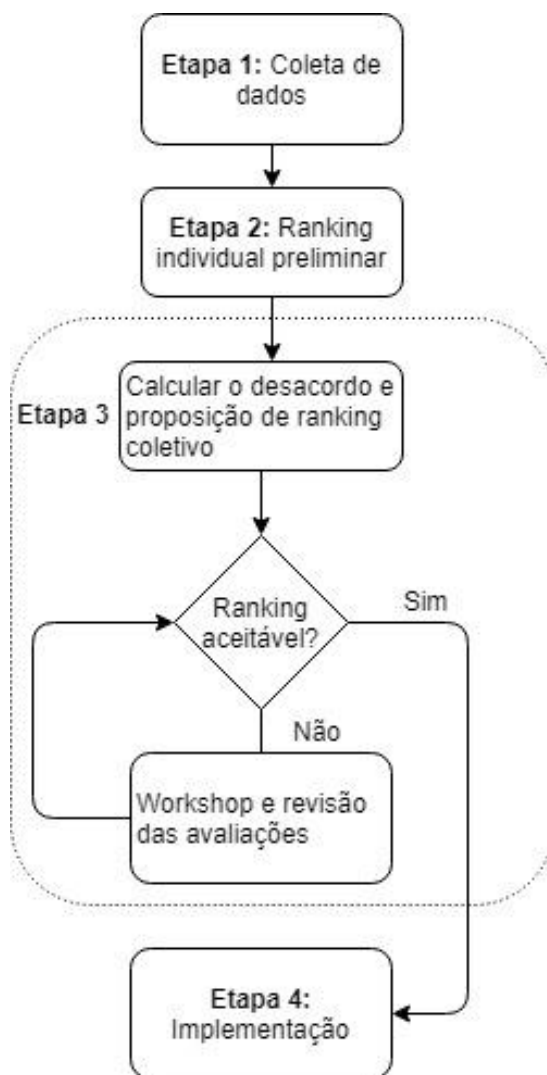 Etapa 1: Coleta de
dados
Etapa 2: Ranking
individual preliminar
Etapa 3
Calcular o desacordo e
proposição de ranking
coletivo
Ranking
aceitável?
Sim
Não
Workshop e revisão
das avaliações
Etapa 4:
Implementação